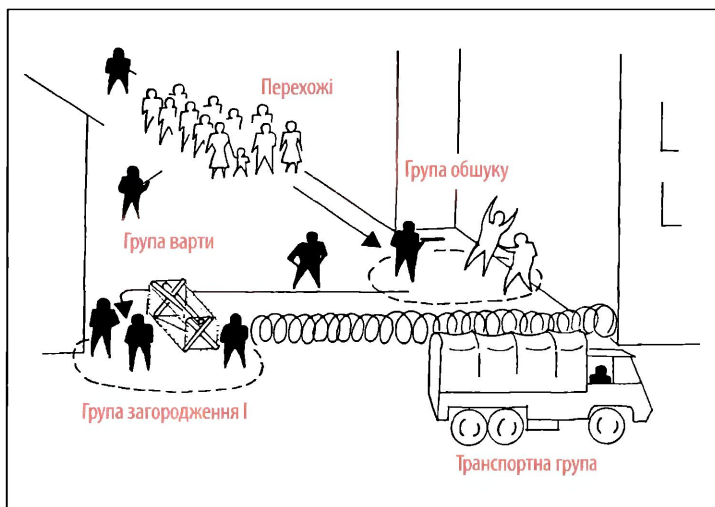 Перехожі
Група обшуку
Група варти
Група загородження І
Транспортна група